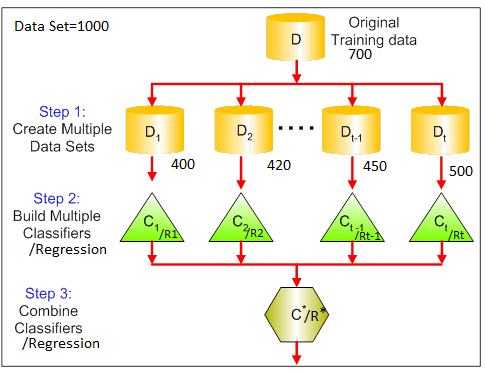 Data Set=1000
D
Original
Training data
700
Step 1:
Create Multiple
Data Sets
D1
D2
Dt-1
Dt
400
420
450
500
Step 2:
Build Multiple
Classifiers
/Regression
C1/R1
C2/R2
Ct-1/Rt-1
Ct/Rt
Step 3:
Combine
Classifiers
/Regression
C*/R*